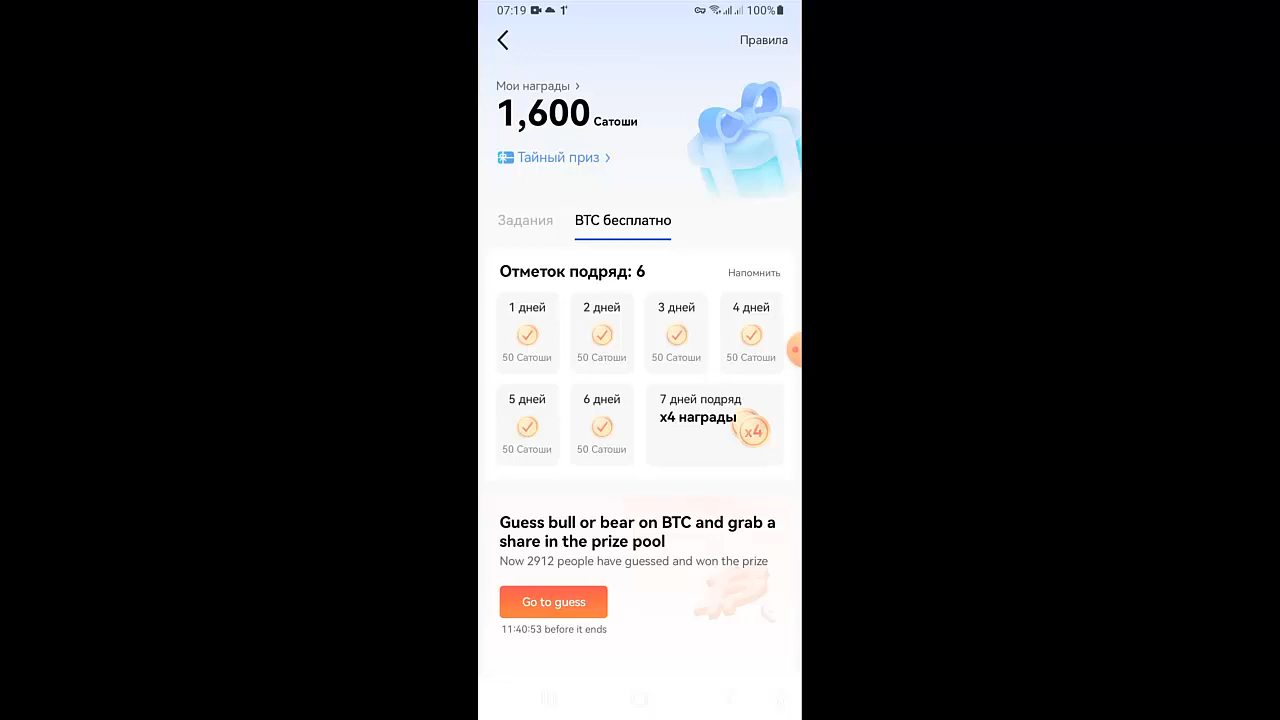 07:19 100%
Правила
Мои награды
1,600 Сатоши
Тайный приз
Задания BTC бесплатно
Отметок подряд: 6 Напомнить
1 дней 2 дней 3 дней 4 дней
50 Сатоши 50 Сатоши 50 Сатоши 50 Сатоши
5 дней 6 дней 7 дней подряд
x4 награды
x4
50 Сатоши 50 Сатоши
Guess bull or bear on BTC and grab a
share in the prize pool
Now 2912 people have guessed and won the prize
Go to guess
11:40:53 before it ends